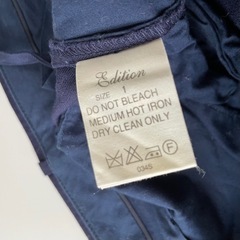 Edition
SIZE 1
DO NOT BLEACH
MEDIUM HOT IRON
DRY CLEAN ONLY
F
0345